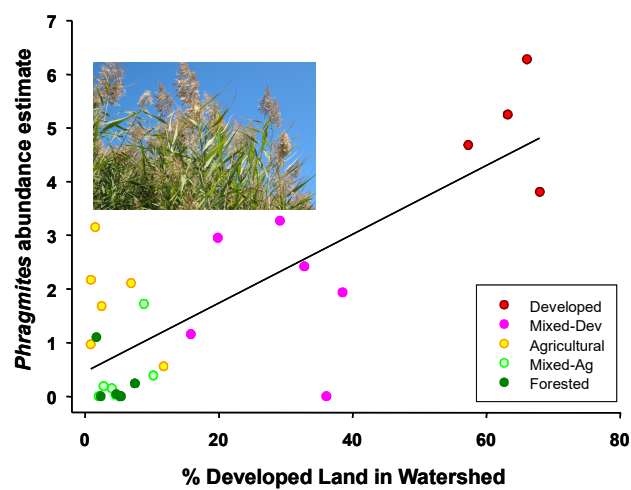 Phragmites abundance estimate
7
6
5
4
3
2
1
0
0 20 40 60 80
% Developed Land in Watershed
Developed
Mixed-Dev
Agricultural
Mixed-Ag
Forested